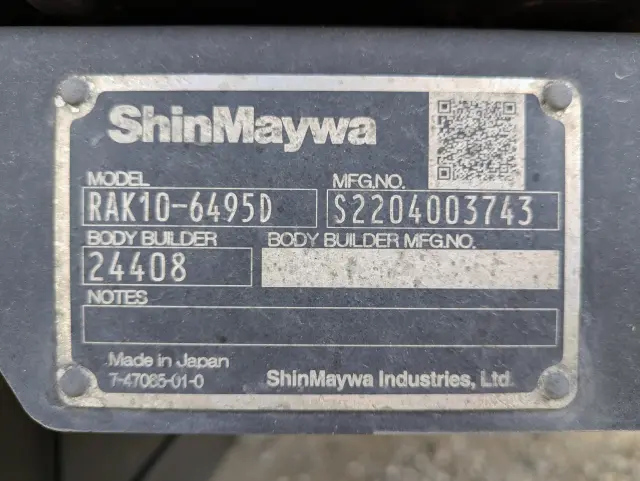 ShinMaywa
MODEL MFG.NO.
RAK10-6495D S2204003743
BODY BUILDER BODY BUILDER MFG.NO.
24408
NOTES
Made in Japan
7-47065-01-0 ShinMaywa Industries, Ltd.